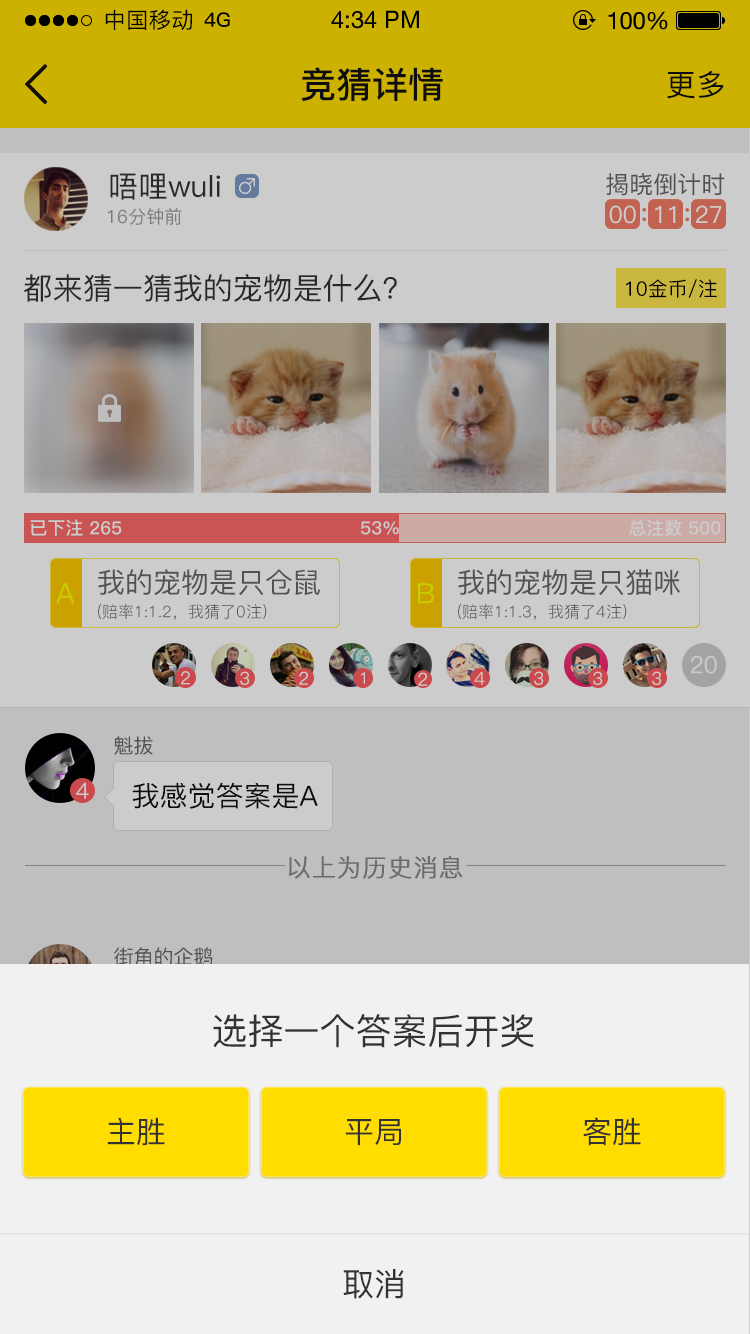 中国移动 4G 4:34 PM 100%
竞猜详情 更多
唔哩wuli
16分钟前
揭晓倒计时
00:11:27
都来猜一猜我的宠物是什么?
10金币/注
已下注 265 53% 总注数 500
A 我的宠物是只仓鼠
(赔率1:1.2，我猜了0注)
B 我的宠物是只猫咪
(赔率1:1.3，我猜了4注)
2 3 2 1 2 4 3 3 3 20
魁拔
4
我感觉答案是A
以上为历史消息
街角的企鹅
选择一个答案后开奖
主胜 平局 客胜
取消